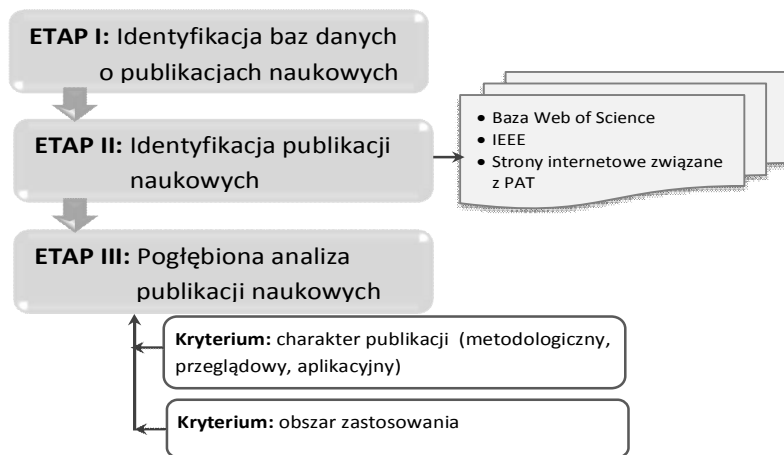 ETAP I: Identyfikacja baz danych
o publikacjach naukowych
ETAP II: Identyfikacja publikacji
naukowych
• Baza Web of Science
• IEEE
• Strony internetowe związane
z PAT
ETAP III: Pogłębiona analiza
publikacji naukowych
Kryterium: charakter publikacji (metodologiczny,
przeglądowy, aplikacyjny)
Kryterium: obszar zastosowania